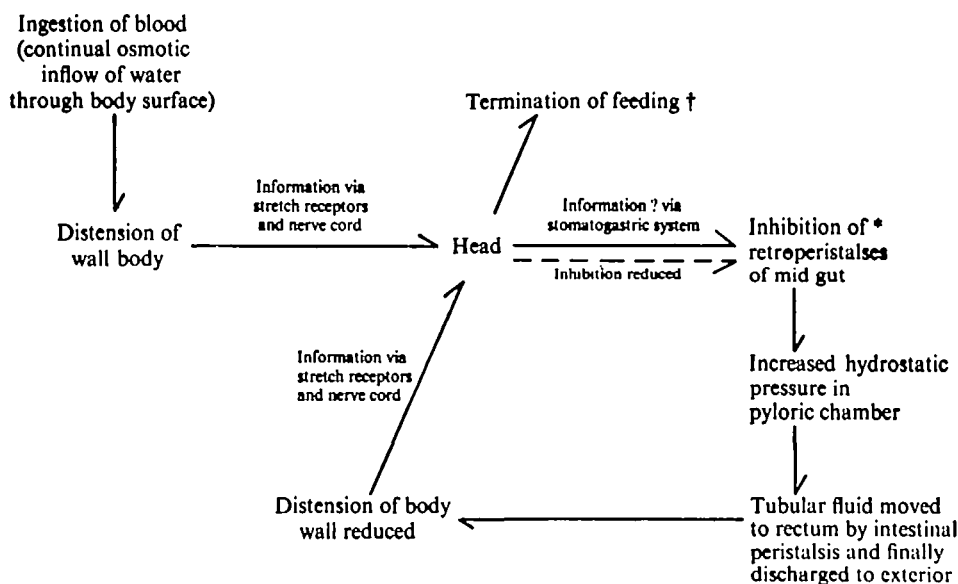 Ingestion of blood
(continual osmotic
inflow of water
through body surface)
Termination of feeding †
Information via
stretch receptors
and nerve cord
Information ? via
stomatogastric system
Distension of
wall body
Head
Inhibition of *
retroperistalses
of mid gut
Inhibition reduced
Information via
stretch receptors
and nerve cord
Increased hydrostatic
pressure in
pyloric chamber
Distension of body
wall reduced
Tubular fluid moved
to rectum by intestinal
peristalsis and finally
discharged to exterior